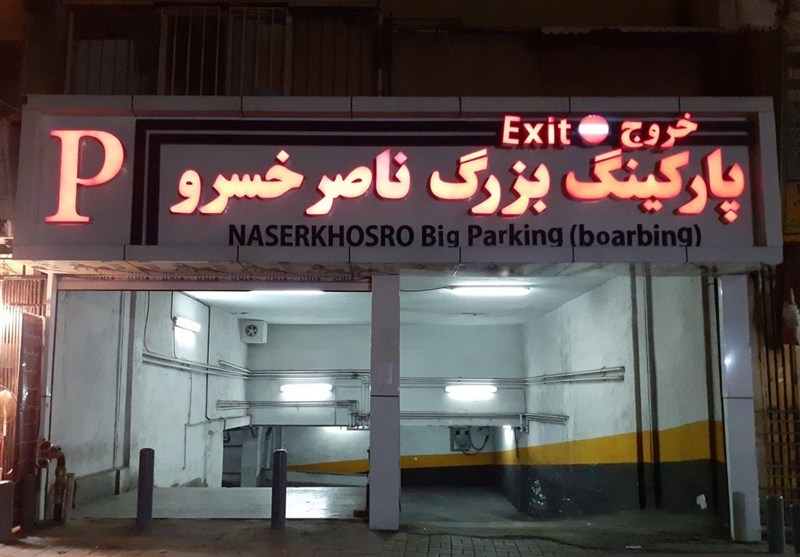 P
Exit خروج
پارکینگ بزرگ ناصر خسرو
NASERKHOSRO Big Parking (boarbing)